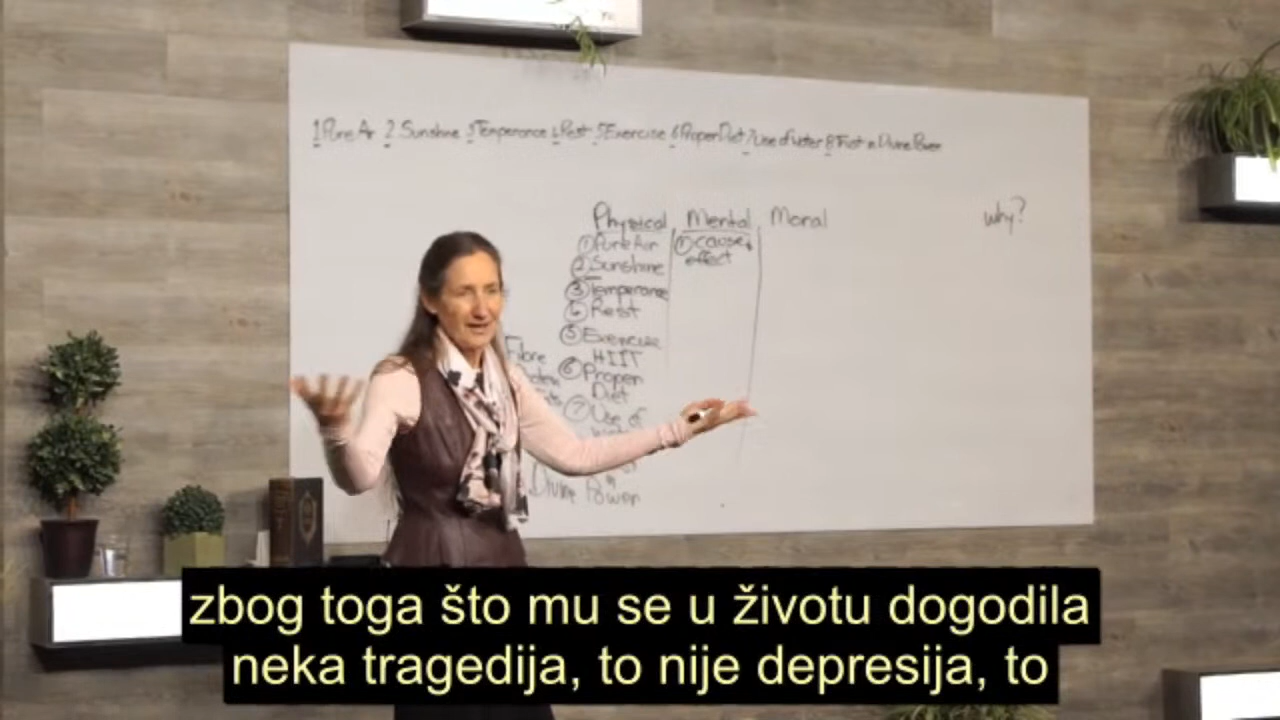 1 Pure Air 2 Sunshine 3 Temperance 4 Rest 5 Exercise 6 Proper Diet 7 Use of Water 8 Trust in Divine Power
why?
Physical Mental Moral
① Pure Air ① cause &
② Sunshine effect
③ Temperance
Rest
⑤ Exercise
Fibre HIIT
⑥ Proper
Diet
⑦ Use of
Divine Power
zbog toga što mu se u životu dogodila
neka tragedija, to nije depresija, to